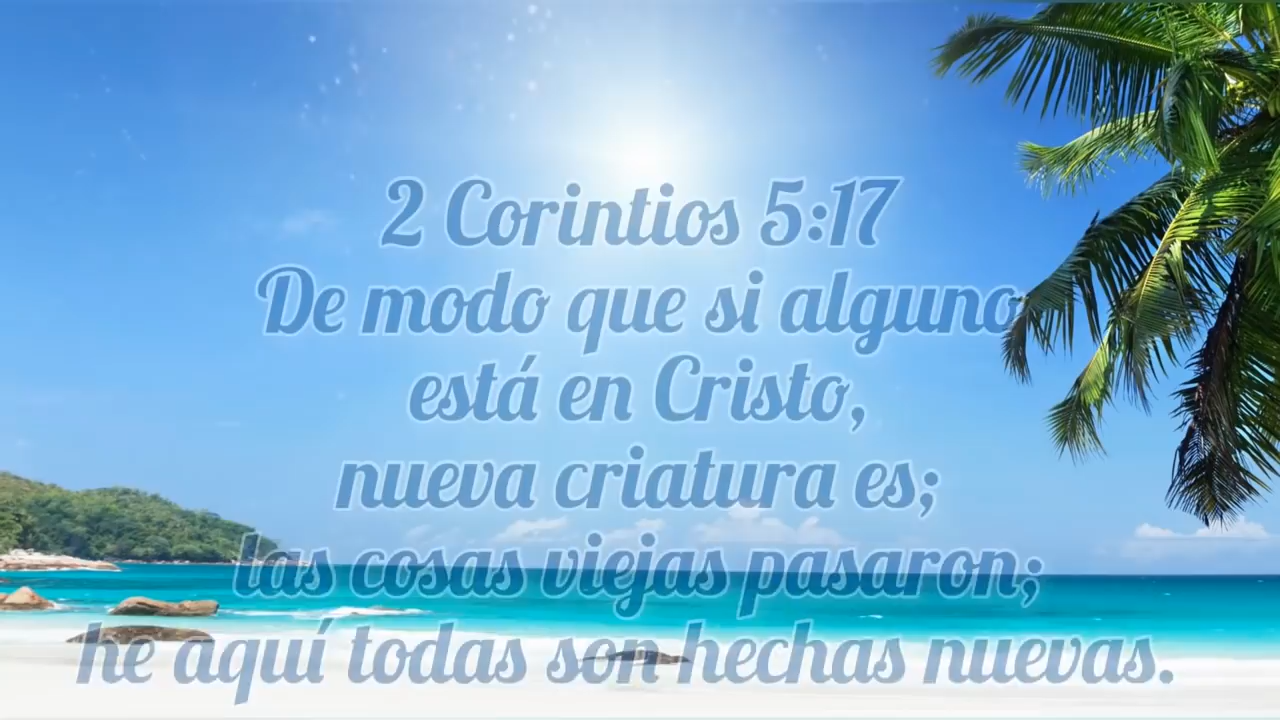 2 Corintios 5:17
De modo que si alguno
está en Cristo,
nueva criatura es;
las cosas viejas pasaron;
he aquí todas son hechas nuevas.